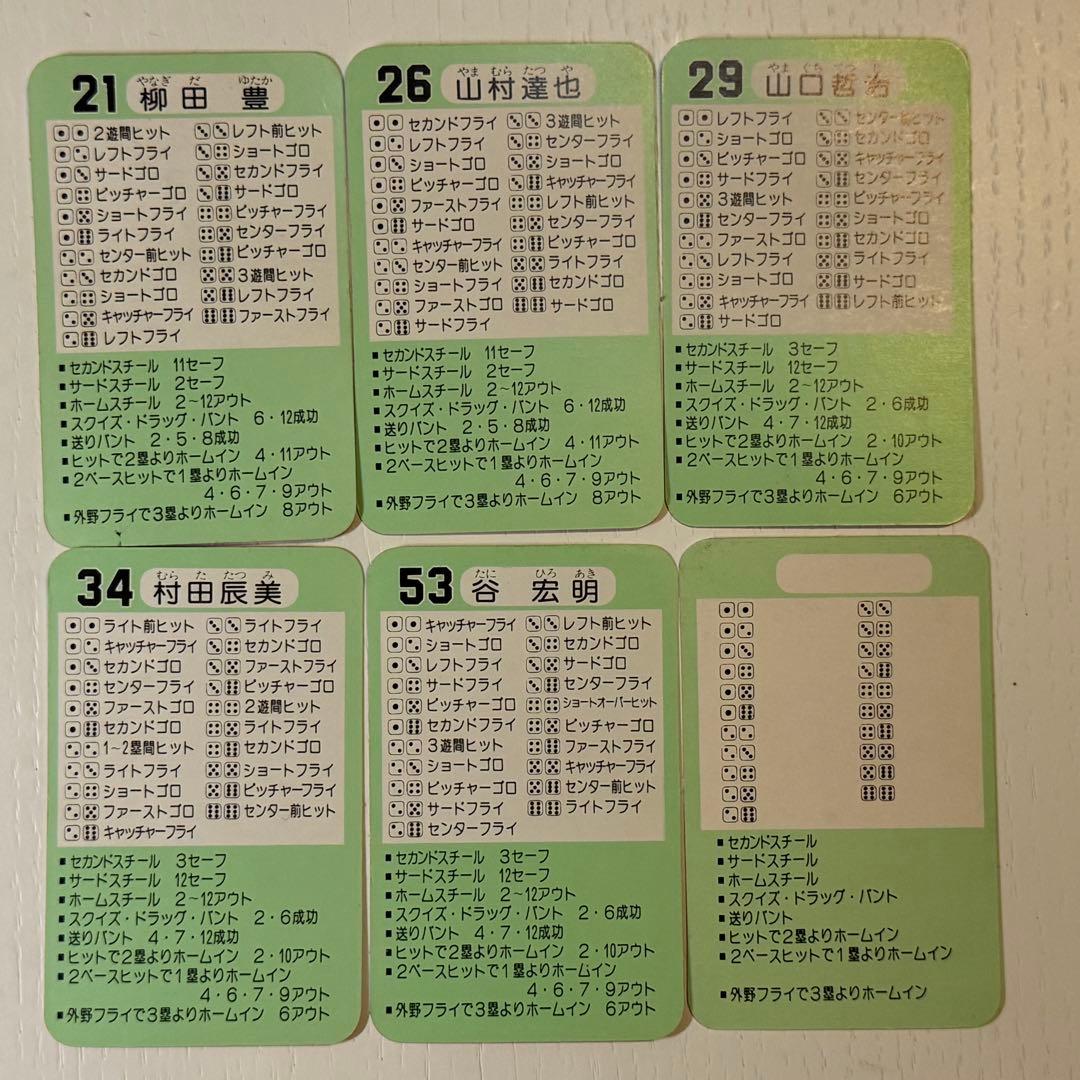 21 柳田 豊
やなぎ だ ゆたか
2遊間ヒット レフト前ヒット
レフトフライ ショートゴロ
サードゴロ セカンドフライ
ピッチャーゴロ サードゴロ
ショートフライ ピッチャーフライ
ライトフライ センターフライ
センター前ヒット ピッチャーゴロ
セカンドゴロ 3遊間ヒット
ショートゴロ レフトフライ
キャッチャーフライ ファーストフライ
レフトフライ
■セカンドスチール 11セーフ
■サードスチール 2セーフ
■ホームスチール 2~12アウト
■スクイズ・ドラッグ・バント 6・12成功
■送りバント 2・5・8成功
■ヒットで2塁よりホームイン 4・11アウト
■2ベースヒットで1塁よりホームイン
4・6・7・9アウト
■外野フライで3塁よりホームイン 8アウト
26 山村達也
やま むら たつ や
セカンドフライ 3遊間ヒット
レフトフライ センターフライ
ショートゴロ ショートゴロ
ピッチャーゴロ キャッチャーフライ
ファーストフライ レフト前ヒット
サードゴロ センターフライ
キャッチャーフライ ピッチャーゴロ
センター前ヒット ライトフライ
ショートフライ セカンドゴロ
ファーストゴロ サードゴロ
サードフライ
■セカンドスチール 11セーフ
■サードスチール 2セーフ
■ホームスチール 2~12アウト
■スクイズ・ドラッグ・バント 6・12成功
■送りバント 2・5・8成功
■ヒットで2塁よりホームイン 4・11アウト
■2ベースヒットで1塁よりホームイン
4・6・7・9アウト
■外野フライで3塁よりホームイン 8アウト
29 山口哲治
やま ぐち
レフトフライ センター前ヒット
ショートゴロ セカンドゴロ
ピッチャーゴロ キャッチャーフライ
サードフライ センターフライ
3遊間ヒット ピッチャーフライ
センターフライ ショートゴロ
ファーストゴロ セカンドゴロ
レフトフライ ライトフライ
ショートゴロ サードゴロ
キャッチャーフライ レフト前ヒット
サードゴロ
■セカンドスチール 3セーフ
■サードスチール 12セーフ
■ホームスチール 2~12アウト
■スクイズ・ドラッグ・バント 2・6成功
■送りバント 4・7・12成功
■ヒットで2塁よりホームイン 2・10アウト
■2ベースヒットで1塁よりホームイン
4・6・7・9アウト
■外野フライで3塁よりホームイン 6アウト
34 村田辰美
むら た たつ み
ライト前ヒット ライトフライ
キャッチャーフライ セカンドゴロ
セカンドゴロ ファーストフライ
センターフライ ピッチャーゴロ
ファーストゴロ 2遊間ヒット
セカンドゴロ ライトフライ
1~2塁間ヒット セカンドゴロ
ライトフライ ショートフライ
ショートゴロ ピッチャーフライ
ファーストゴロ センター前ヒット
キャッチャーフライ
■セカンドスチール 3セーフ
■サードスチール 12セーフ
■ホームスチール 2~12アウト
■スクイズ・ドラッグ・バント 2・6成功
■送りバント 4・7・12成功
■ヒットで2塁よりホームイン 2・10アウト
■2ベースヒットで1塁よりホームイン
4・6・7・9アウト
■外野フライで3塁よりホームイン 6アウト
53 谷 宏明
たに ひろ あき
キャッチャーフライ レフト前ヒット
ショートゴロ セカンドゴロ
レフトフライ サードゴロ
サードフライ センターフライ
ピッチャーゴロ ショートオーバーヒット
セカンドフライ ピッチャーゴロ
3遊間ヒット ファーストフライ
ショートゴロ キャッチャーフライ
ピッチャーゴロ センター前ヒット
サードフライ ライトフライ
センターフライ
■セカンドスチール 3セーフ
■サードスチール 12セーフ
■ホームスチール 2~12アウト
■スクイズ・ドラッグ・バント 2・6成功
■送りバント 4・7・12成功
■ヒットで2塁よりホームイン 2・10アウト
■2ベースヒットで1塁よりホームイン
4・6・7・9アウト
■外野フライで3塁よりホームイン 6アウト
■セカンドスチール
■サードスチール
■ホームスチール
■スクイズ・ドラッグ・バント
■送りバント
■ヒットで2塁よりホームイン
■2ベースヒットで1塁よりホームイン
■外野フライで3塁よりホームイン